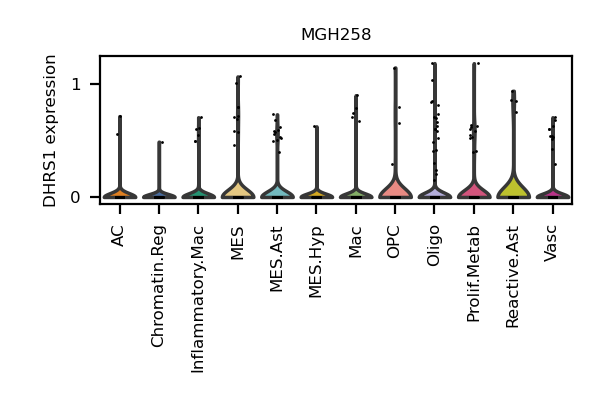 MGH258
DHRS1 expression
1
0
AC
Chromatin.Reg
Inflammatory.Mac
MES
MES.Ast
MES.Hyp
Mac
OPC
Oligo
Prolif.Metab
Reactive.Ast
Vasc